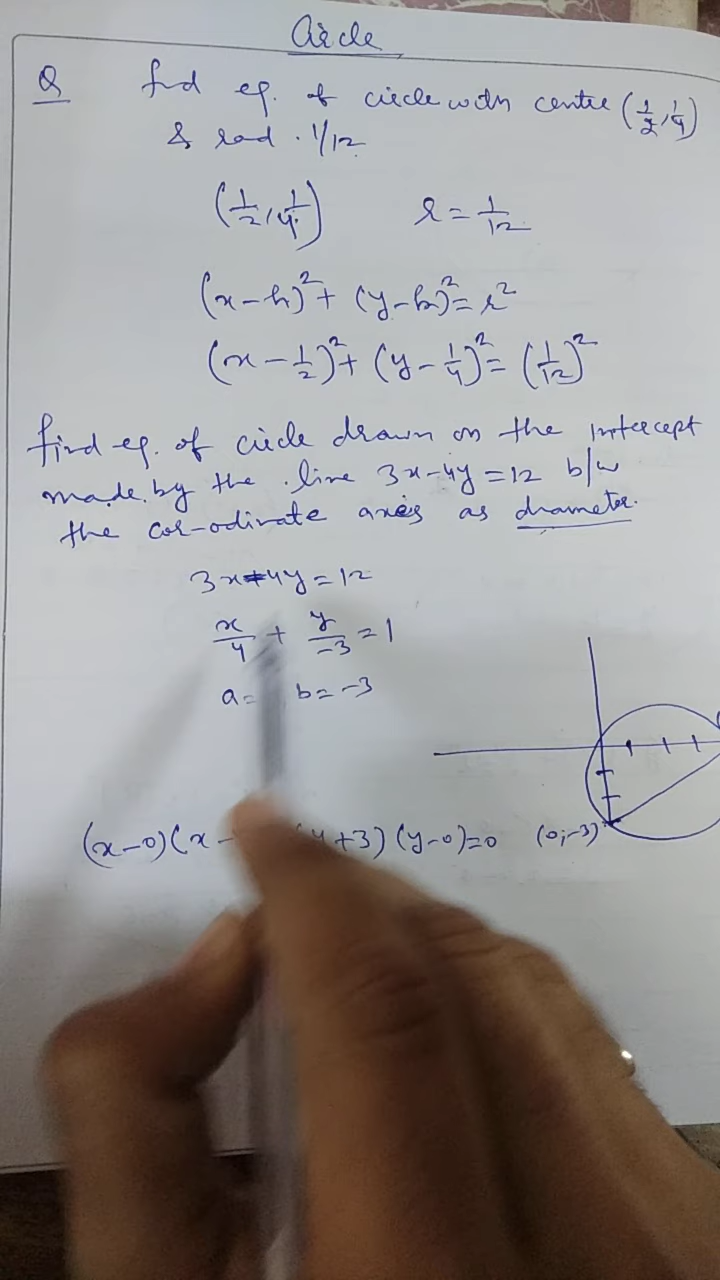 Circle
Q find eq. of circle with centre (1/2, 1/4)
& rad. 1/12
(1/2, 1/4) r = 1/12
(x-h)²+ (y-k)²= r²
(x - 1/2)²+ (y - 1/4)²= (1/12)²
find eq. of circle drawn on the intercept
made by the line 3x-4y=12 b/w
the cor-odinate axes as diameter.
3x-4y=12
x/4 + y/-3 = 1
a= b= -3
(x-0)(x- +3)(y-0)=0 (0,-3)